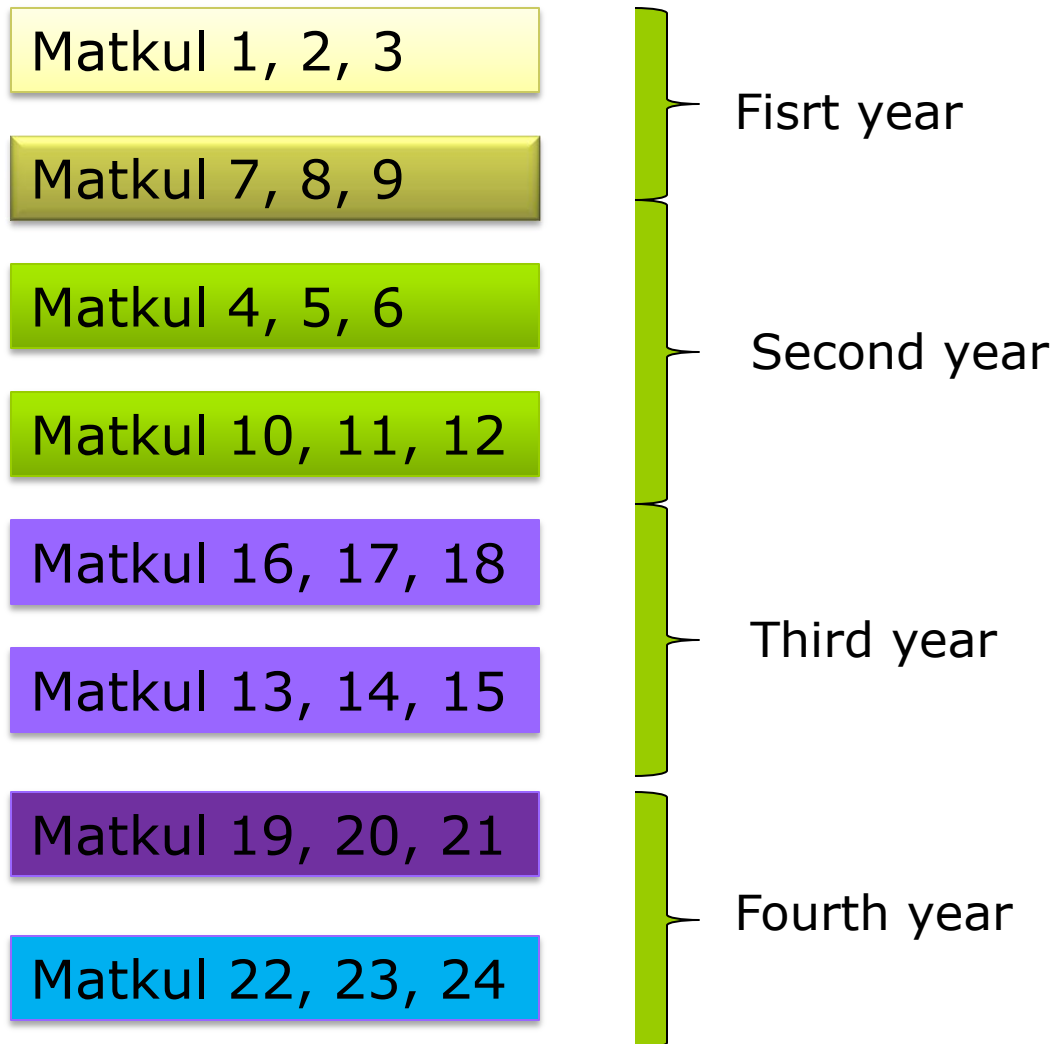 Matkul 1, 2, 3
Fisrt year
Matkul 7, 8, 9
Matkul 4, 5, 6
Second year
Matkul 10, 11, 12
Matkul 16, 17, 18
Third year
Matkul 13, 14, 15
Matkul 19, 20, 21
Fourth year
Matkul 22, 23, 24